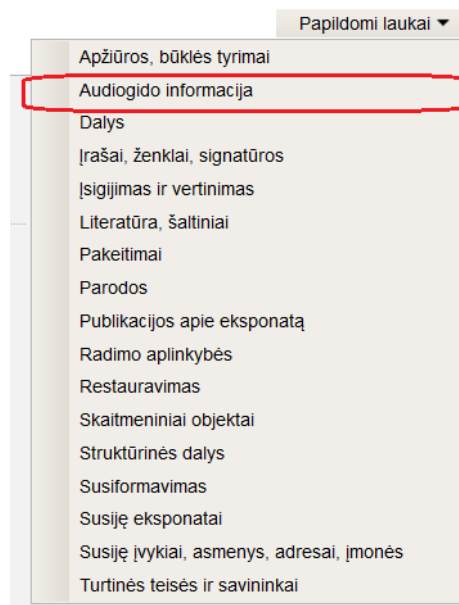 Papildomi laukai ▼
Apžiūros, būklės tyrimai
Audiogido informacija
Dalys
Įrašai, ženklai, signatūros
Įsigijimas ir vertinimas
Literatūra, šaltiniai
Pakeitimai
Parodos
Publikacijos apie eksponatą
Radimo aplinkybės
Restauravimas
Skaitmeniniai objektai
Struktūrinės dalys
Susiformavimas
Susiję eksponatai
Susiję įvykiai, asmenys, adresai, įmonės
Turtinės teisės ir savininkai